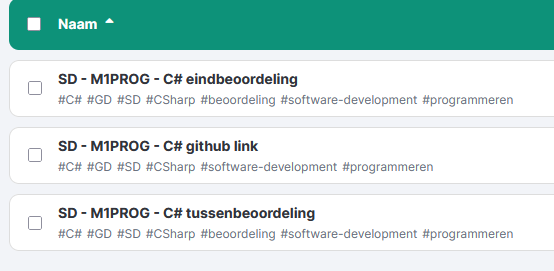 Naam
SD - M1PROG - C# eindbeoordeling
#C# #GD #SD #CSharp #beoordeling #software-development #programmeren
SD - M1PROG - C# github link
#C# #GD #SD #CSharp #software-development #programmeren
SD - M1PROG - C# tussenbeoordeling
#C# #GD #SD #CSharp #beoordeling #software-development #programmeren